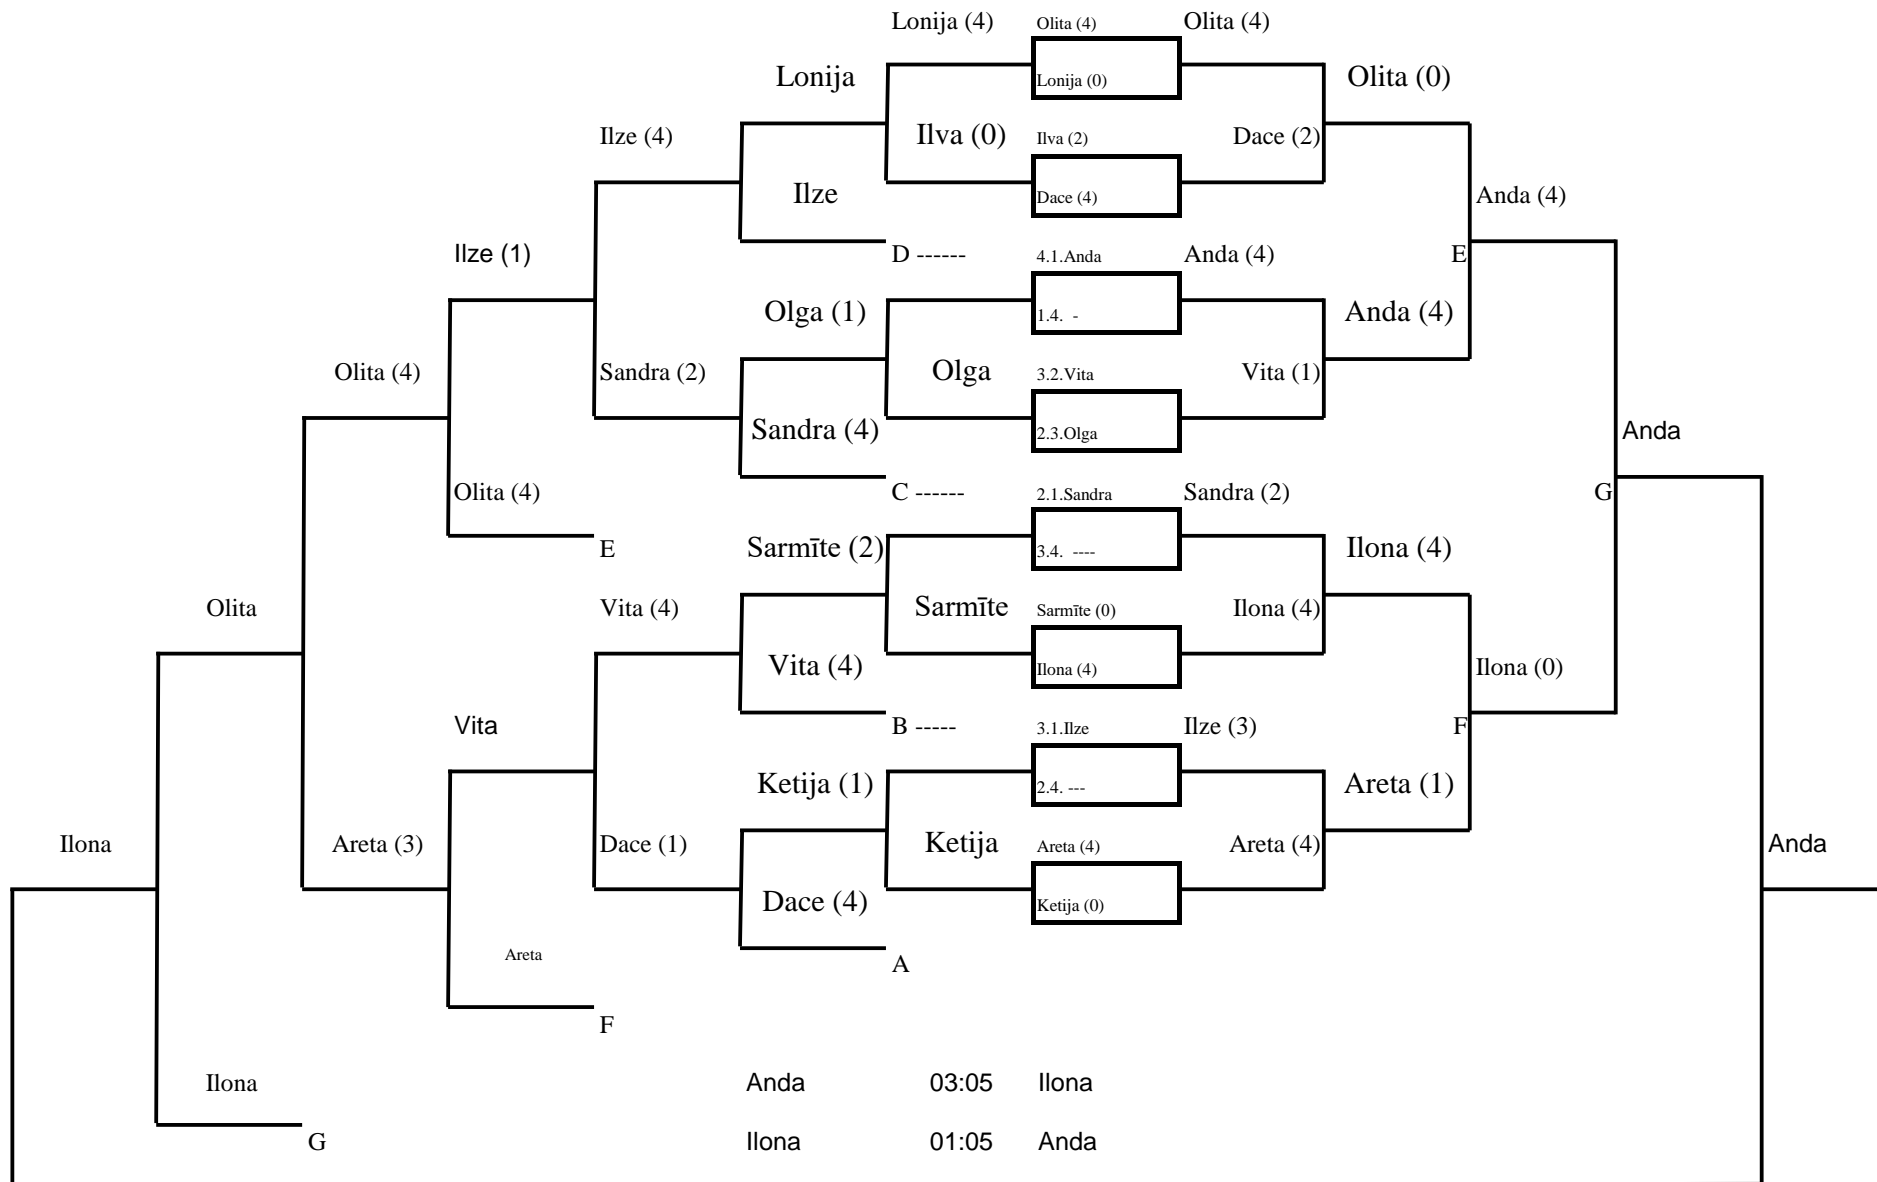 Lonija (4) Olita (4) Olita (4)
Lonija Lonija (0) Olita (0)
Ilze (4) Ilva (0) Ilva (2) Dace (2)
Ilze Dace (4) Anda (4)
Ilze (1) D ------ 4.1.Anda Anda (4) E
Olga (1) 1.4. - Anda (4)
Olita (4) Sandra (2) Olga 3.2.Vita Vita (1)
Sandra (4) 2.3.Olga Anda
Olita (4) C ------ 2.1.Sandra Sandra (2) G
E Sarmīte (2) 3.4. ---- Ilona (4)
Olita Vita (4) Sarmīte Sarmīte (0) Ilona (4)
Vita (4) Ilona (4) Ilona (0)
Vita B ----- 3.1.Ilze Ilze (3) F
Ketija (1) 2.4. --- Areta (1)
Ilona Areta (3) Dace (1) Ketija Areta (4) Areta (4) Anda
Dace (4) Ketija (0)
Areta A
F
Ilona Anda 03:05 Ilona
G Ilona 01:05 Anda